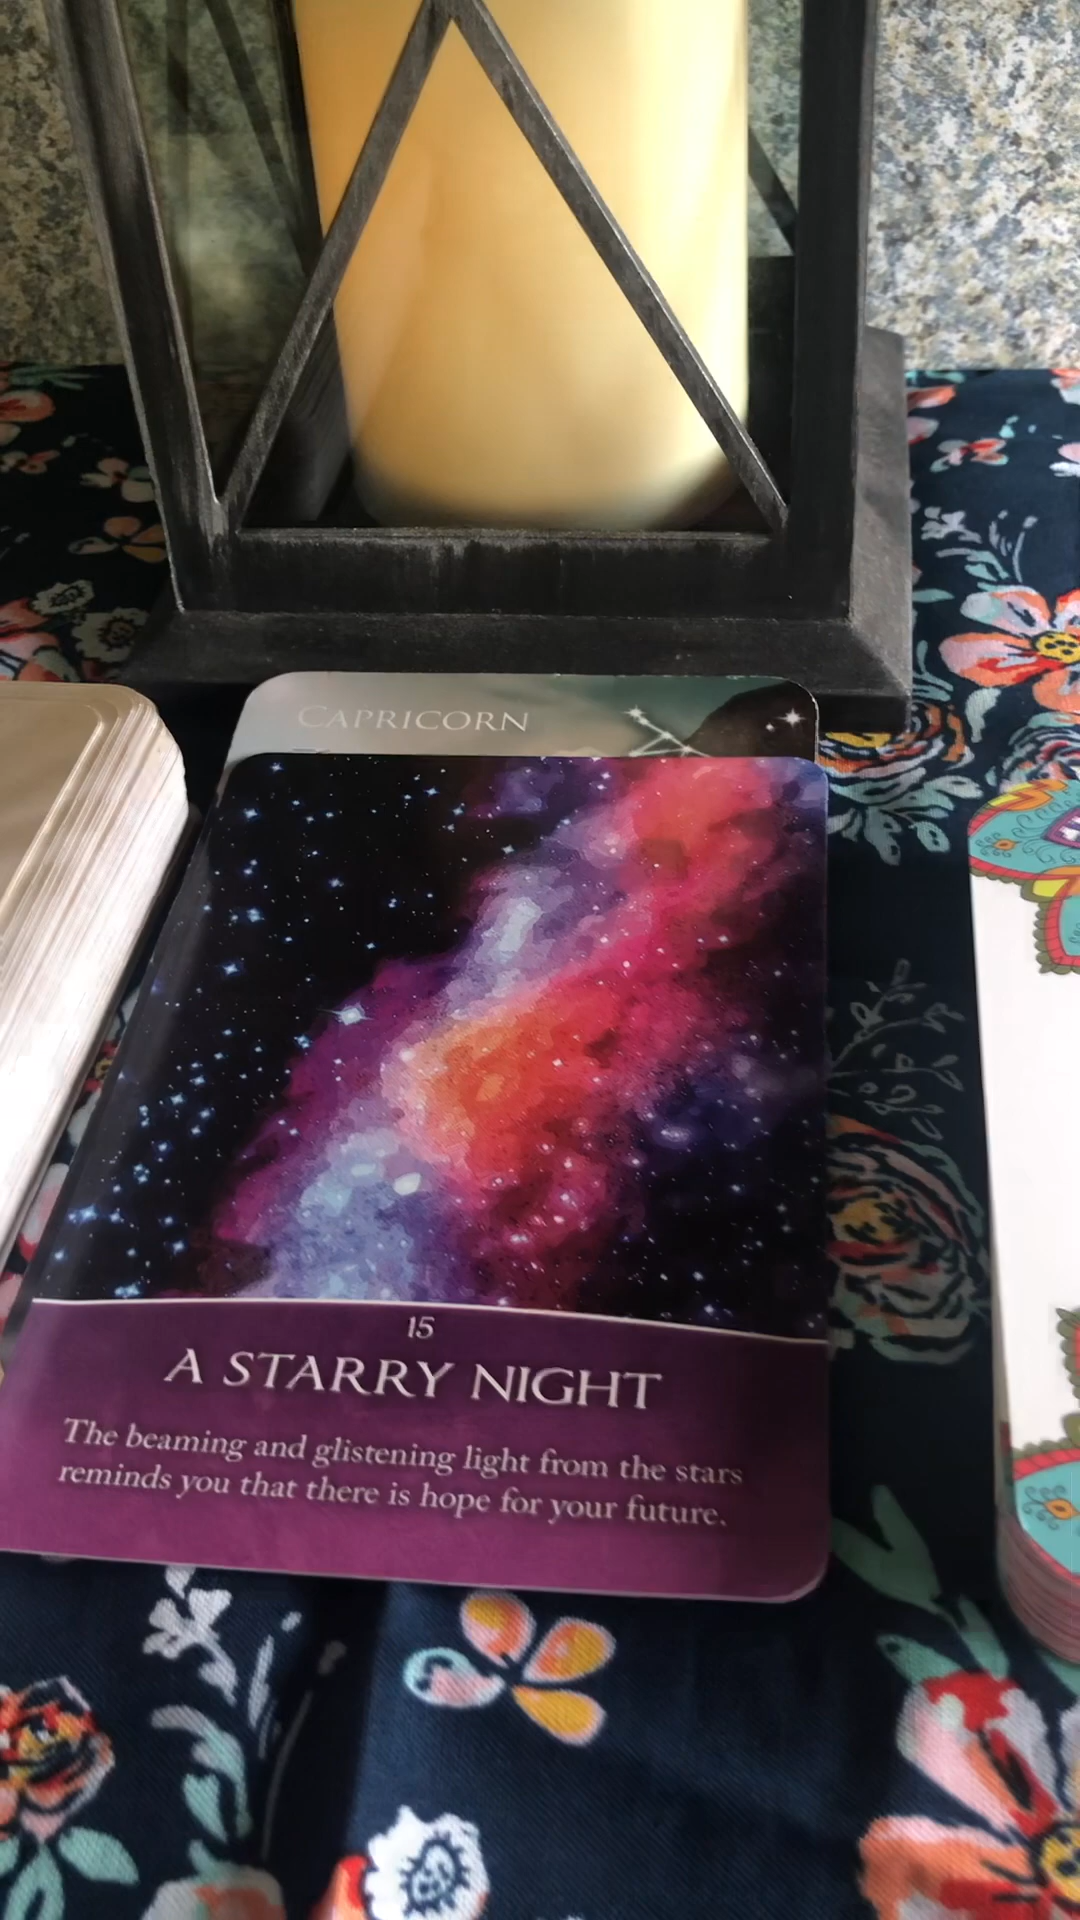 CAPRICORN
15
A STARRY NIGHT
The beaming and glistening light from the stars
reminds you that there is hope for your future.